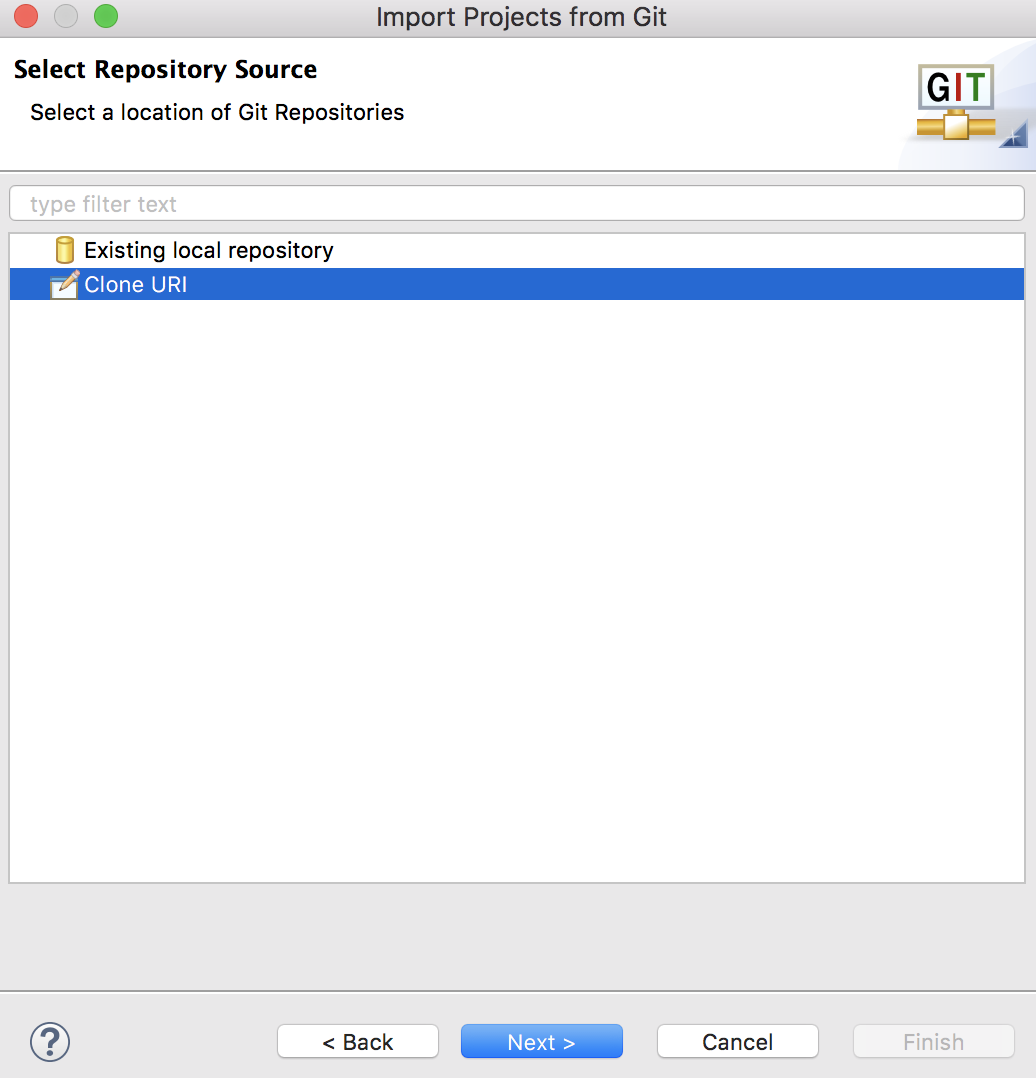 Import Projects from Git
Select Repository Source
Select a location of Git Repositories
GIT
type filter text
Existing local repository
Clone URI
?
< Back
Next >
Cancel
Finish